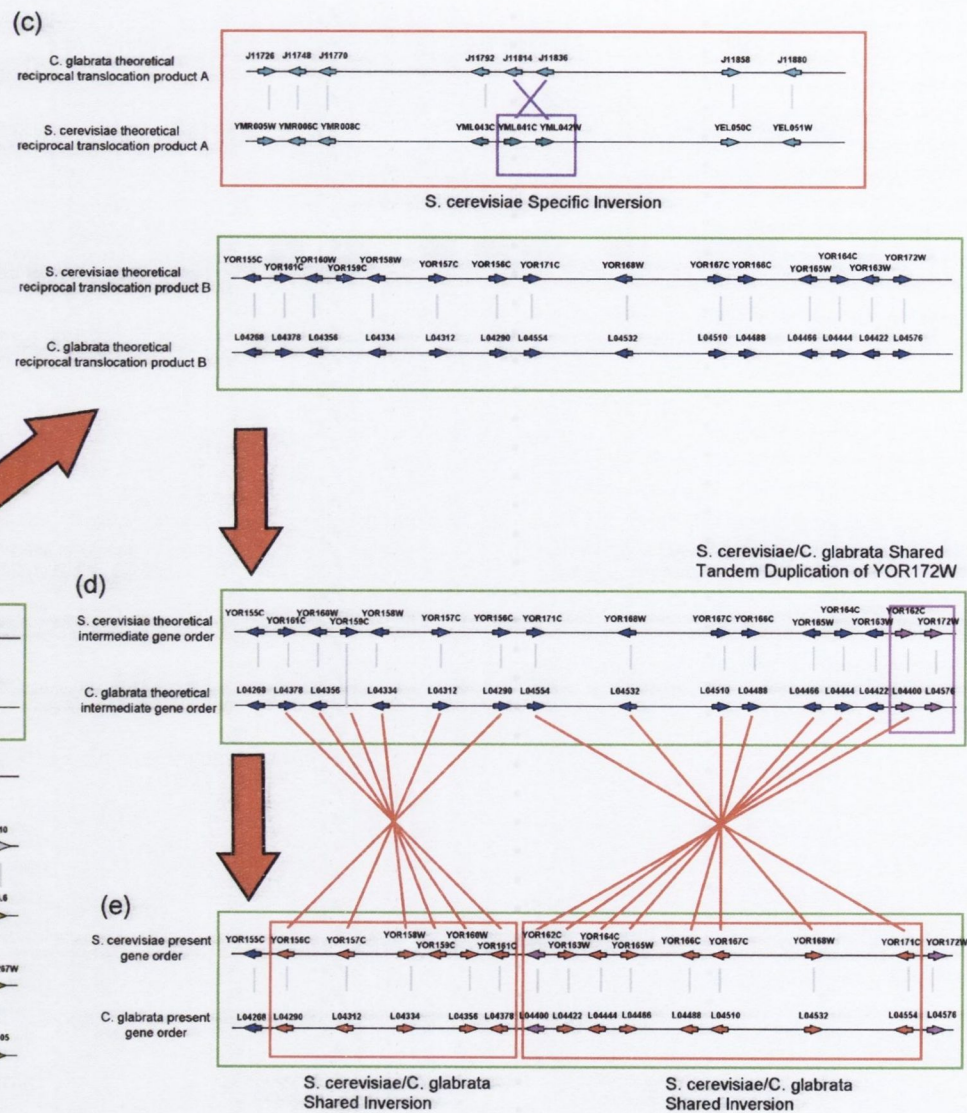 (c)
C. glabrata theoretical
reciprocal translocation product A
J11726 J11748 J11770 J11792 J11814 J11836 J11858 J11880
S. cerevisiae theoretical
reciprocal translocation product A
YMR005W YMR006C YMR008C YML043C YML041C YML042W YEL050C YEL051W
S. cerevisiae Specific Inversion
S. cerevisiae theoretical
reciprocal translocation product B
YOR155C YOR161C YOR160W YOR159C YOR158W YOR157C YOR156C YOR171C YOR168W YOR167C YOR166C YOR165W YOR164C YOR163W YOR172W
C. glabrata theoretical
reciprocal translocation product B
L04268 L04378 L04356 L04334 L04312 L04290 L04554 L04532 L04510 L04488 L04466 L04444 L04422 L04576
S. cerevisiae/C. glabrata Shared
Tandem Duplication of YOR172W
(d)
S. cerevisiae theoretical
intermediate gene order
YOR155C YOR161C YOR160W YOR159C YOR158W YOR157C YOR156C YOR171C YOR168W YOR167C YOR166C YOR165W YOR164C YOR163W YOR162C YOR172W
C. glabrata theoretical
intermediate gene order
L04268 L04378 L04356 L04334 L04312 L04290 L04554 L04532 L04510 L04488 L04466 L04444 L04422 L04400 L04576
(e)
S. cerevisiae present
gene order
YOR155C YOR156C YOR157C YOR158W YOR159C YOR160W YOR161C YOR162C YOR163W YOR164C YOR165W YOR166C YOR167C YOR168W YOR171C YOR172W
C. glabrata present
gene order
L04268 L04290 L04312 L04334 L04356 L04378 L04400 L04422 L04444 L04466 L04488 L04510 L04532 L04554 L04576
S. cerevisiae/C. glabrata
Shared Inversion
S. cerevisiae/C. glabrata
Shared Inversion